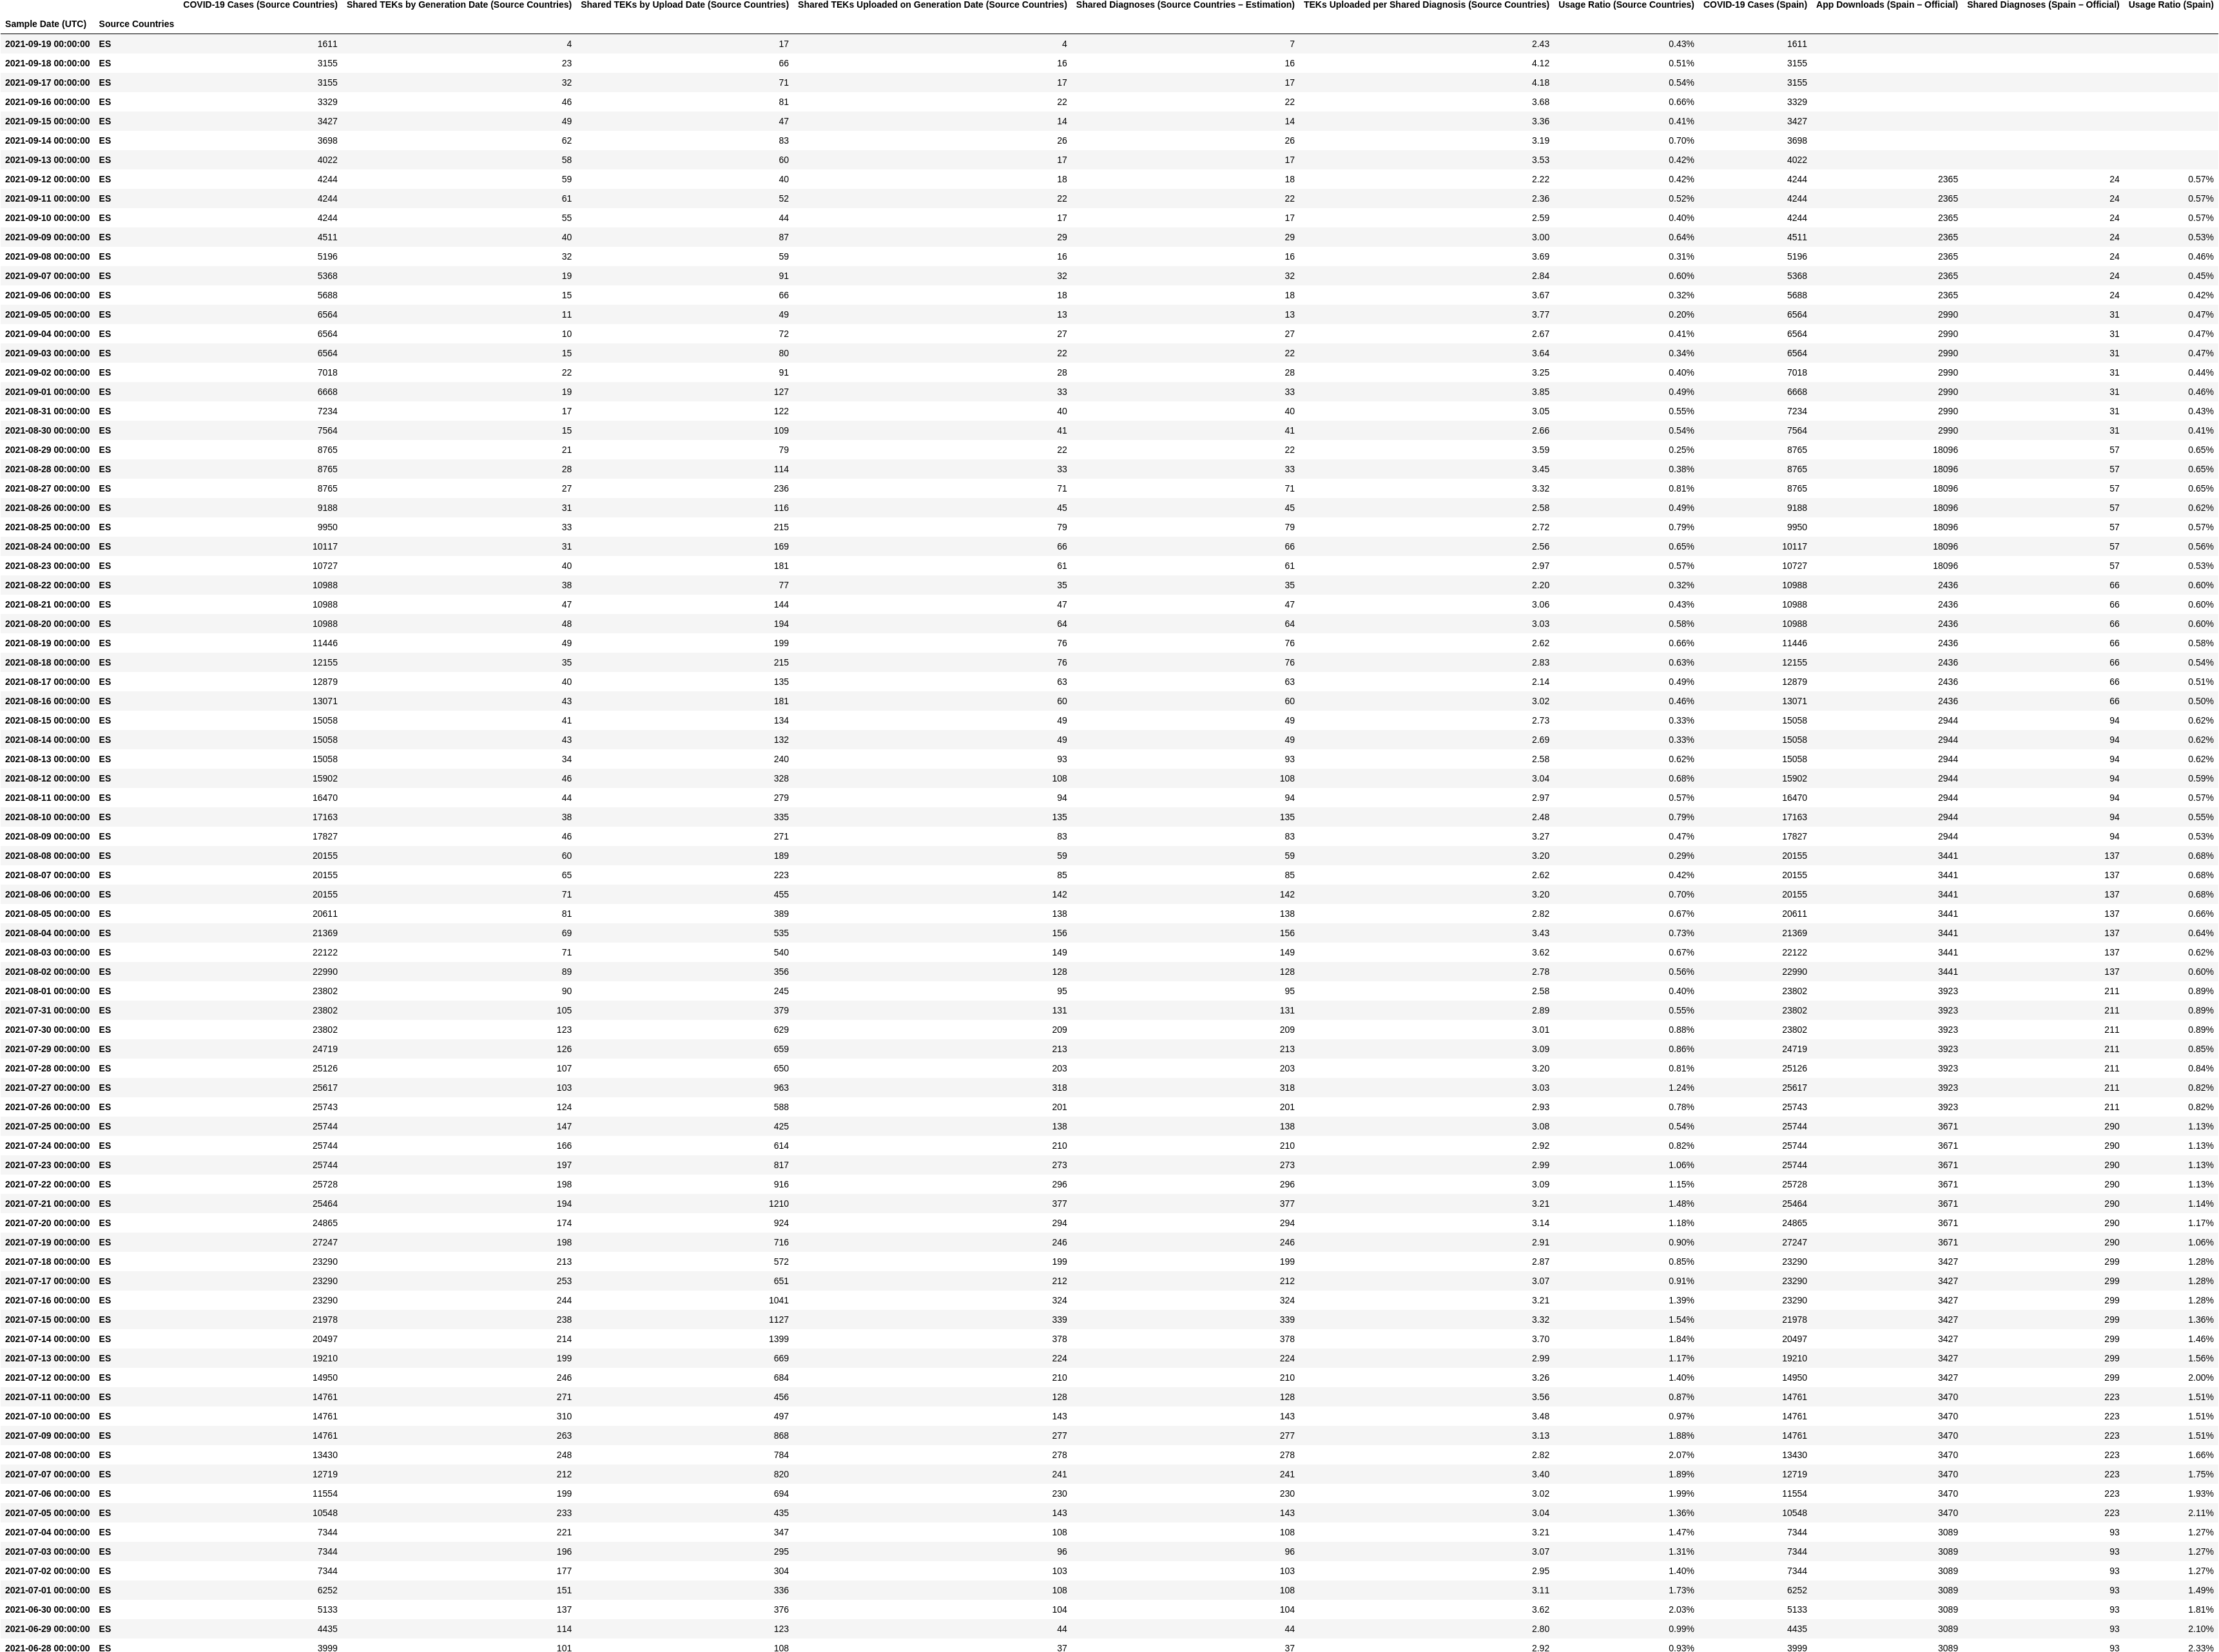 COVID-19 Cases (Source Countries) Shared TEKs by Generation Date (Source Countries) Shared TEKs by Upload Date (Source Countries) Shared TEKs Uploaded on Generation Date (Source Countries) Shared Diagnoses (Source Countries – Estimation) TEKs Uploaded per Shared Diagnosis (Source Countries) Usage Ratio (Source Countries) COVID-19 Cases (Spain) App Downloads (Spain – Official) Shared Diagnoses (Spain – Official) Usage Ratio (Spain)
Sample Date (UTC) Source Countries
2021-09-19 00:00:00 ES 1611 4 17 4 7 2.43 0.43% 1611
2021-09-18 00:00:00 ES 3155 23 66 16 16 4.12 0.51% 3155
2021-09-17 00:00:00 ES 3155 32 71 17 17 4.18 0.54% 3155
2021-09-16 00:00:00 ES 3329 46 81 22 22 3.68 0.66% 3329
2021-09-15 00:00:00 ES 3427 49 47 14 14 3.36 0.41% 3427
2021-09-14 00:00:00 ES 3698 62 83 26 26 3.19 0.70% 3698
2021-09-13 00:00:00 ES 4022 58 60 17 17 3.53 0.42% 4022
2021-09-12 00:00:00 ES 4244 59 40 18 18 2.22 0.42% 4244 2365 24 0.57%
2021-09-11 00:00:00 ES 4244 61 52 22 22 2.36 0.52% 4244 2365 24 0.57%
2021-09-10 00:00:00 ES 4244 55 44 17 17 2.59 0.40% 4244 2365 24 0.57%
2021-09-09 00:00:00 ES 4511 40 87 29 29 3.00 0.64% 4511 2365 24 0.53%
2021-09-08 00:00:00 ES 5196 32 59 16 16 3.69 0.31% 5196 2365 24 0.46%
2021-09-07 00:00:00 ES 5368 19 91 32 32 2.84 0.60% 5368 2365 24 0.45%
2021-09-06 00:00:00 ES 5688 15 66 18 18 3.67 0.32% 5688 2365 24 0.42%
2021-09-05 00:00:00 ES 6564 11 49 13 13 3.77 0.20% 6564 2990 31 0.47%
2021-09-04 00:00:00 ES 6564 10 72 27 27 2.67 0.41% 6564 2990 31 0.47%
2021-09-03 00:00:00 ES 6564 15 80 22 22 3.64 0.34% 6564 2990 31 0.47%
2021-09-02 00:00:00 ES 7018 22 91 28 28 3.25 0.40% 7018 2990 31 0.44%
2021-09-01 00:00:00 ES 6668 19 127 33 33 3.85 0.49% 6668 2990 31 0.46%
2021-08-31 00:00:00 ES 7234 17 122 40 40 3.05 0.55% 7234 2990 31 0.43%
2021-08-30 00:00:00 ES 7564 15 109 41 41 2.66 0.54% 7564 2990 31 0.41%
2021-08-29 00:00:00 ES 8765 21 79 22 22 3.59 0.25% 8765 18096 57 0.65%
2021-08-28 00:00:00 ES 8765 28 114 33 33 3.45 0.38% 8765 18096 57 0.65%
2021-08-27 00:00:00 ES 8765 27 236 71 71 3.32 0.81% 8765 18096 57 0.65%
2021-08-26 00:00:00 ES 9188 31 116 45 45 2.58 0.49% 9188 18096 57 0.62%
2021-08-25 00:00:00 ES 9950 33 215 79 79 2.72 0.79% 9950 18096 57 0.57%
2021-08-24 00:00:00 ES 10117 31 169 66 66 2.56 0.65% 10117 18096 57 0.56%
2021-08-23 00:00:00 ES 10727 40 181 61 61 2.97 0.57% 10727 18096 57 0.53%
2021-08-22 00:00:00 ES 10988 38 77 35 35 2.20 0.32% 10988 2436 66 0.60%
2021-08-21 00:00:00 ES 10988 47 144 47 47 3.06 0.43% 10988 2436 66 0.60%
2021-08-20 00:00:00 ES 10988 48 194 64 64 3.03 0.58% 10988 2436 66 0.60%
2021-08-19 00:00:00 ES 11446 49 199 76 76 2.62 0.66% 11446 2436 66 0.58%
2021-08-18 00:00:00 ES 12155 35 215 76 76 2.83 0.63% 12155 2436 66 0.54%
2021-08-17 00:00:00 ES 12879 40 135 63 63 2.14 0.49% 12879 2436 66 0.51%
2021-08-16 00:00:00 ES 13071 43 181 60 60 3.02 0.46% 13071 2436 66 0.50%
2021-08-15 00:00:00 ES 15058 41 134 49 49 2.73 0.33% 15058 2944 94 0.62%
2021-08-14 00:00:00 ES 15058 43 132 49 49 2.69 0.33% 15058 2944 94 0.62%
2021-08-13 00:00:00 ES 15058 34 240 93 93 2.58 0.62% 15058 2944 94 0.62%
2021-08-12 00:00:00 ES 15902 46 328 108 108 3.04 0.68% 15902 2944 94 0.59%
2021-08-11 00:00:00 ES 16470 44 279 94 94 2.97 0.57% 16470 2944 94 0.57%
2021-08-10 00:00:00 ES 17163 38 335 135 135 2.48 0.79% 17163 2944 94 0.55%
2021-08-09 00:00:00 ES 17827 46 271 83 83 3.27 0.47% 17827 2944 94 0.53%
2021-08-08 00:00:00 ES 20155 60 189 59 59 3.20 0.29% 20155 3441 137 0.68%
2021-08-07 00:00:00 ES 20155 65 223 85 85 2.62 0.42% 20155 3441 137 0.68%
2021-08-06 00:00:00 ES 20155 71 455 142 142 3.20 0.70% 20155 3441 137 0.68%
2021-08-05 00:00:00 ES 20611 81 389 138 138 2.82 0.67% 20611 3441 137 0.66%
2021-08-04 00:00:00 ES 21369 69 535 156 156 3.43 0.73% 21369 3441 137 0.64%
2021-08-03 00:00:00 ES 22122 71 540 149 149 3.62 0.67% 22122 3441 137 0.62%
2021-08-02 00:00:00 ES 22990 89 356 128 128 2.78 0.56% 22990 3441 137 0.60%
2021-08-01 00:00:00 ES 23802 90 245 95 95 2.58 0.40% 23802 3923 211 0.89%
2021-07-31 00:00:00 ES 23802 105 379 131 131 2.89 0.55% 23802 3923 211 0.89%
2021-07-30 00:00:00 ES 23802 123 629 209 209 3.01 0.88% 23802 3923 211 0.89%
2021-07-29 00:00:00 ES 24719 126 659 213 213 3.09 0.86% 24719 3923 211 0.85%
2021-07-28 00:00:00 ES 25126 107 650 203 203 3.20 0.81% 25126 3923 211 0.84%
2021-07-27 00:00:00 ES 25617 103 963 318 318 3.03 1.24% 25617 3923 211 0.82%
2021-07-26 00:00:00 ES 25743 124 588 201 201 2.93 0.78% 25743 3923 211 0.82%
2021-07-25 00:00:00 ES 25744 147 425 138 138 3.08 0.54% 25744 3671 290 1.13%
2021-07-24 00:00:00 ES 25744 166 614 210 210 2.92 0.82% 25744 3671 290 1.13%
2021-07-23 00:00:00 ES 25744 197 817 273 273 2.99 1.06% 25744 3671 290 1.13%
2021-07-22 00:00:00 ES 25728 198 916 296 296 3.09 1.15% 25728 3671 290 1.13%
2021-07-21 00:00:00 ES 25464 194 1210 377 377 3.21 1.48% 25464 3671 290 1.14%
2021-07-20 00:00:00 ES 24865 174 924 294 294 3.14 1.18% 24865 3671 290 1.17%
2021-07-19 00:00:00 ES 27247 198 716 246 246 2.91 0.90% 27247 3671 290 1.06%
2021-07-18 00:00:00 ES 23290 213 572 199 199 2.87 0.85% 23290 3427 299 1.28%
2021-07-17 00:00:00 ES 23290 253 651 212 212 3.07 0.91% 23290 3427 299 1.28%
2021-07-16 00:00:00 ES 23290 244 1041 324 324 3.21 1.39% 23290 3427 299 1.28%
2021-07-15 00:00:00 ES 21978 238 1127 339 339 3.32 1.54% 21978 3427 299 1.36%
2021-07-14 00:00:00 ES 20497 214 1399 378 378 3.70 1.84% 20497 3427 299 1.46%
2021-07-13 00:00:00 ES 19210 199 669 224 224 2.99 1.17% 19210 3427 299 1.56%
2021-07-12 00:00:00 ES 14950 246 684 210 210 3.26 1.40% 14950 3427 299 2.00%
2021-07-11 00:00:00 ES 14761 271 456 128 128 3.56 0.87% 14761 3470 223 1.51%
2021-07-10 00:00:00 ES 14761 310 497 143 143 3.48 0.97% 14761 3470 223 1.51%
2021-07-09 00:00:00 ES 14761 263 868 277 277 3.13 1.88% 14761 3470 223 1.51%
2021-07-08 00:00:00 ES 13430 248 784 278 278 2.82 2.07% 13430 3470 223 1.66%
2021-07-07 00:00:00 ES 12719 212 820 241 241 3.40 1.89% 12719 3470 223 1.75%
2021-07-06 00:00:00 ES 11554 199 694 230 230 3.02 1.99% 11554 3470 223 1.93%
2021-07-05 00:00:00 ES 10548 233 435 143 143 3.04 1.36% 10548 3470 223 2.11%
2021-07-04 00:00:00 ES 7344 221 347 108 108 3.21 1.47% 7344 3089 93 1.27%
2021-07-03 00:00:00 ES 7344 196 295 96 96 3.07 1.31% 7344 3089 93 1.27%
2021-07-02 00:00:00 ES 7344 177 304 103 103 2.95 1.40% 7344 3089 93 1.27%
2021-07-01 00:00:00 ES 6252 151 336 108 108 3.11 1.73% 6252 3089 93 1.49%
2021-06-30 00:00:00 ES 5133 137 376 104 104 3.62 2.03% 5133 3089 93 1.81%
2021-06-29 00:00:00 ES 4435 114 123 44 44 2.80 0.99% 4435 3089 93 2.10%
2021-06-28 00:00:00 ES 3999 101 108 37 37 2.92 0.93% 3999 3089 93 2.33%